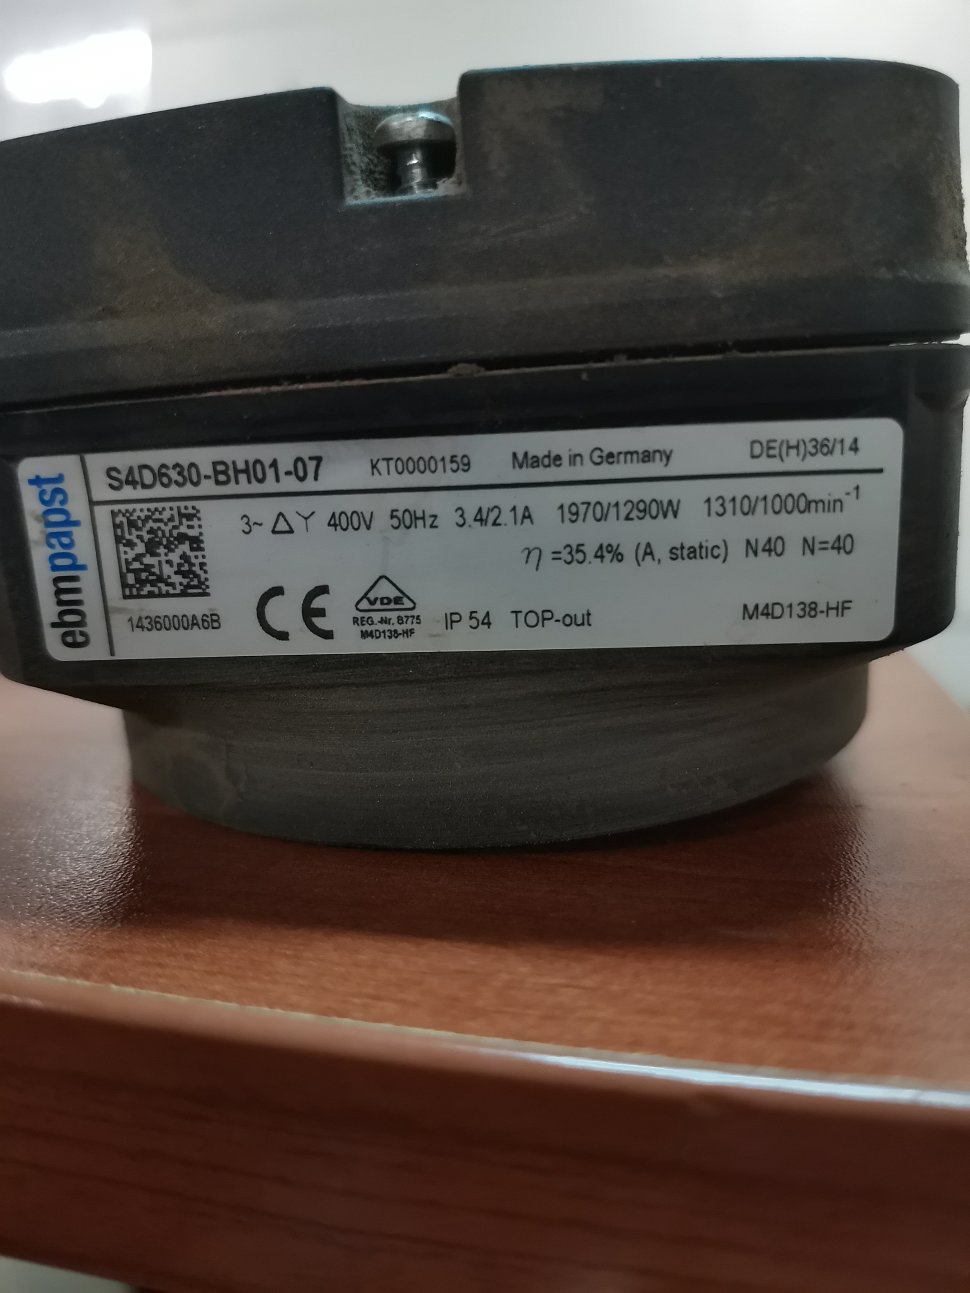 ebmpapst
S4D630-BH01-07 KT0000159 Made in Germany DE(H)36/14
3~ △ Y 400V 50Hz 3.4/2.1A 1970/1290W 1310/1000min⁻¹
η =35.4% (A, static) N40 N=40
1436000A6B CE VDE IP 54 TOP-out M4D138-HF
REG.-Nr. B775
M4D138-HF